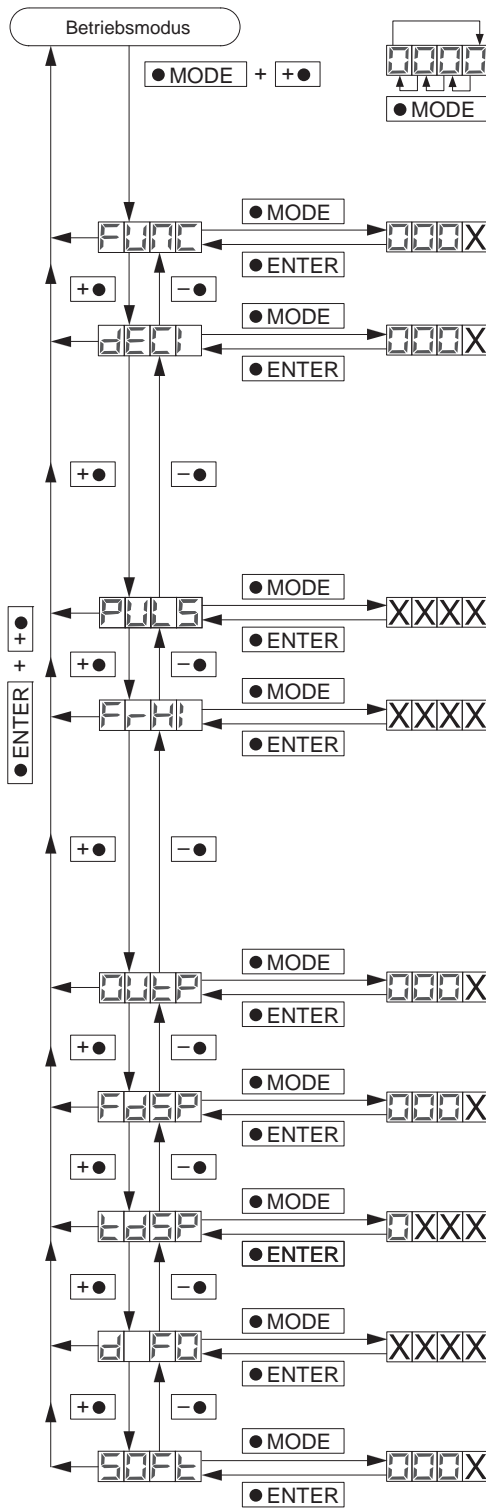 Betriebsmodus
●MODE + +●
0000
●MODE
FUNC ●MODE 000X
●ENTER
+● −●
dECI ●MODE 000X
●ENTER
+● −●
PULS ●MODE XXXX
●ENTER
+● −●
FrHI ●MODE XXXX
●ENTER
●ENTER + +●
+● −●
OUtP ●MODE 000X
●ENTER
+● −●
FdSP ●MODE 000X
●ENTER
+● −●
tdSP ●MODE 0XXX
●ENTER
+● −●
d FO ●MODE XXXX
●ENTER
+● −●
SOFt ●MODE 000X
●ENTER